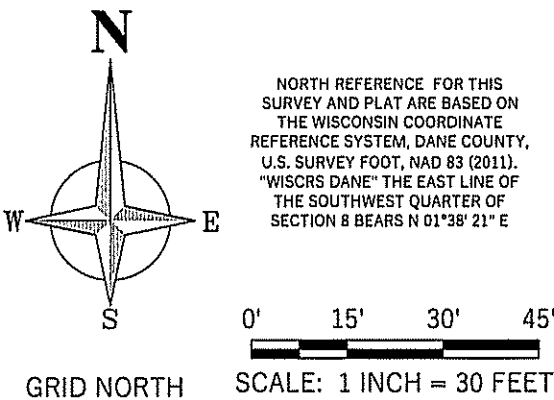 N
W
E
S
GRID NORTH
NORTH REFERENCE FOR THIS
SURVEY AND PLAT ARE BASED ON
THE WISCONSIN COORDINATE
REFERENCE SYSTEM, DANE COUNTY,
U.S. SURVEY FOOT, NAD 83 (2011).
"WISCRS DANE" THE EAST LINE OF
THE SOUTHWEST QUARTER OF
SECTION 8 BEARS N 01°38' 21" E
0' 15' 30' 45'
SCALE: 1 INCH = 30 FEET